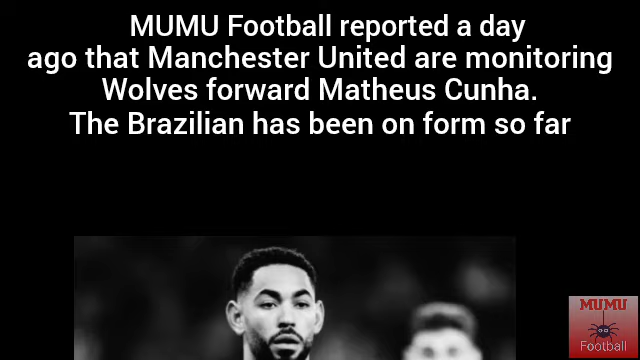 MUMU Football reported a day
ago that Manchester United are monitoring
Wolves forward Matheus Cunha.
The Brazilian has been on form so far
MUMU
Football